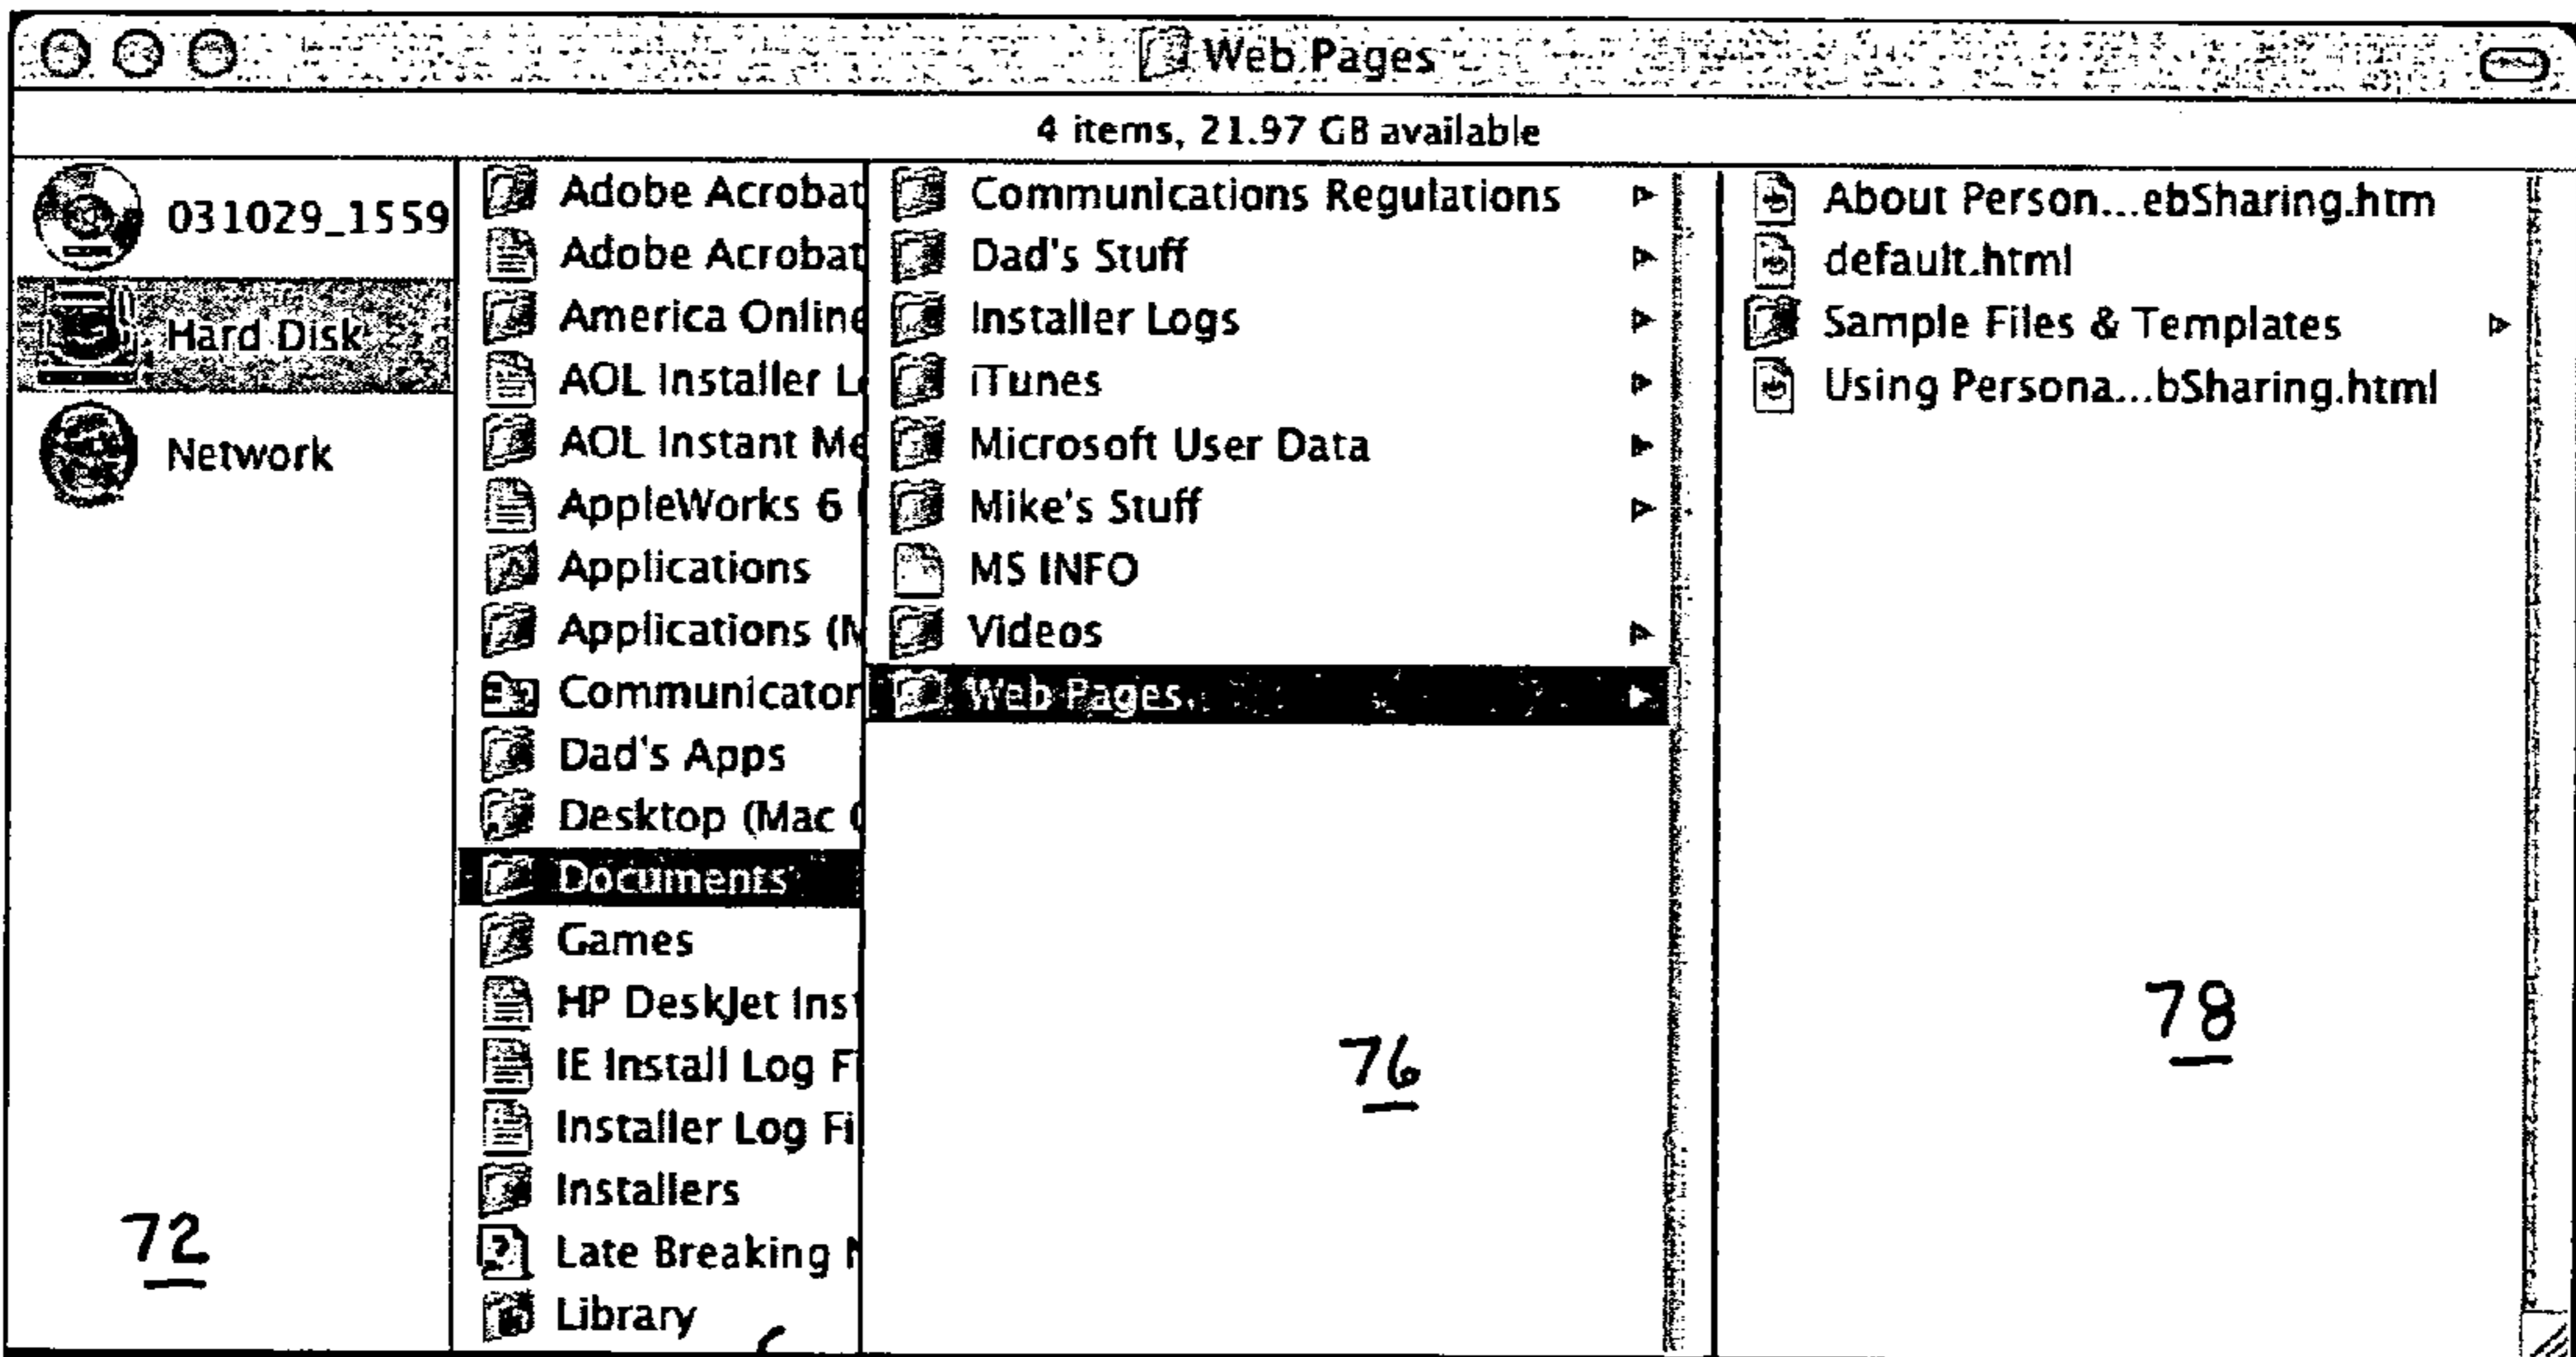 Web Pages
4 items, 21.97 GB available
031029_1559
Hard Disk
Network
72
Adobe Acrobat
Adobe Acrobat
America Online
AOL Installer L
AOL Instant Me
AppleWorks 6
Applications
Applications (M
Communicator
Dad's Apps
Desktop (Mac
Documents
Games
HP DeskJet Inst
IE Install Log Fi
Installer Log Fi
Installers
Late Breaking N
Library
Communications Regulations
Dad's Stuff
Installer Logs
iTunes
Microsoft User Data
Mike's Stuff
MS INFO
Videos
Web Pages
76
About Person...ebSharing.htm
default.html
Sample Files & Templates
Using Persona...bSharing.html
78